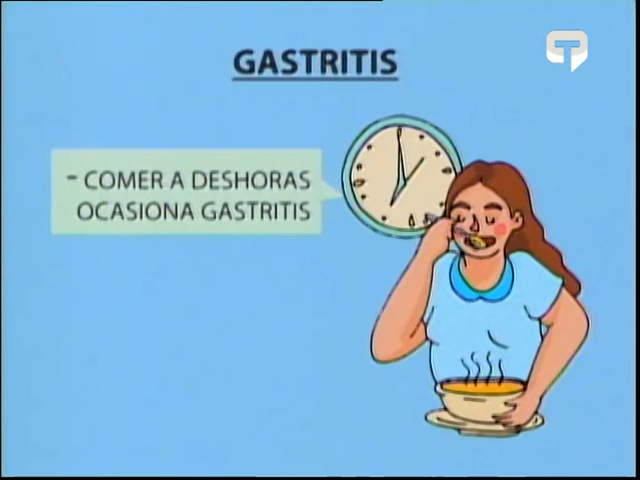 GASTRITIS
- COMER A DESHORAS
OCASIONA GASTRITIS